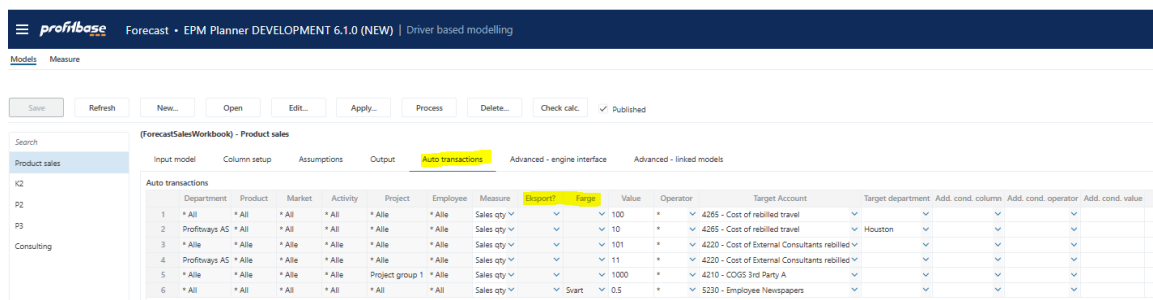 profitbase Forecast • EPM Planner DEVELOPMENT 6.1.0 (NEW) | Driver based modelling
Models Measure
Save Refresh New... Open Edit... Apply... Process Delete... Check calc. Published
(ForecastSalesWorkbook) - Product sales
Search
Input model Column setup Assumptions Output Auto transactions Advanced - engine interface Advanced - linked models
Product sales
K2
Auto transactions
Department Product Market Activity Project Employee Measure Eksport? Farge Value Operator Target Account Target department Add. cond. column Add. cond. operator Add. cond. value
P2
1 * All * All * All * All * Alle * Alle Sales qty 100 * 4265 - Cost of rebilled travel
P3
2 Profitways AS * All * All * All * Alle * Alle Sales qty 10 * 4265 - Cost of rebilled travel Houston
Consulting
3 * Alle * Alle * Alle * Alle * Alle * Alle Sales qty 101 * 4220 - Cost of External Consultants rebilled
4 Profitways AS * Alle * Alle * Alle * Alle * Alle Sales qty 11 * 4220 - Cost of External Consultants rebilled
5 * Alle * Alle * Alle * Alle Project group 1 * Alle Sales qty 1000 * 4210 - COGS 3rd Party A
6 * All * All * All * All * All * All Sales qty Svart 0.5 * 5230 - Employee Newspapers